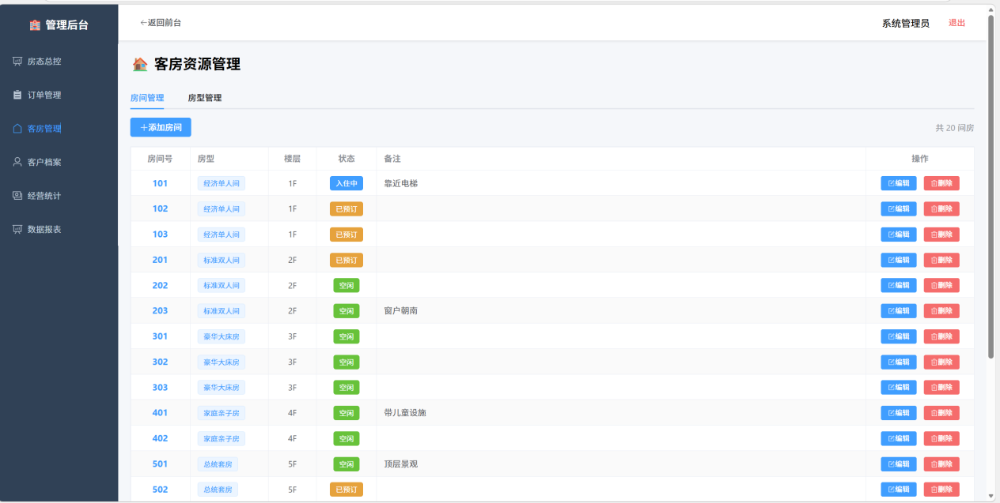 管理后台
←返回前台
系统管理员 退出
房态总控
订单管理
客房管理
客户档案
经营统计
数据报表
客房资源管理
房间管理 房型管理
+添加房间
共 20 间房
房间号 房型 楼层 状态 备注 操作
101 经济单人间 1F 入住中 靠近电梯 编辑 删除
102 经济单人间 1F 已预订 编辑 删除
103 经济单人间 1F 已预订 编辑 删除
201 标准双人间 2F 已预订 编辑 删除
202 标准双人间 2F 空闲 编辑 删除
203 标准双人间 2F 空闲 窗户朝南 编辑 删除
301 豪华大床房 3F 空闲 编辑 删除
302 豪华大床房 3F 空闲 编辑 删除
303 豪华大床房 3F 空闲 编辑 删除
401 家庭亲子房 4F 空闲 带儿童设施 编辑 删除
402 家庭亲子房 4F 空闲 编辑 删除
501 总统套房 5F 空闲 顶层景观 编辑 删除
502 总统套房 5F 已预订 编辑 删除